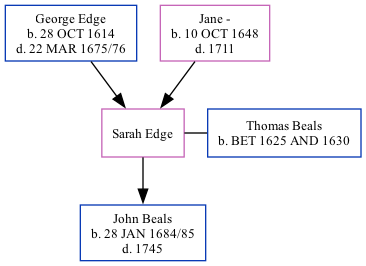 George Edge
b. 28 OCT 1614
d. 22 MAR 1675/76
Jane -
b. 10 OCT 1648
d. 1711
Sarah Edge
Thomas Beals
b. BET 1625 AND 1630
John Beals
b. 28 JAN 1684/85
d. 1745